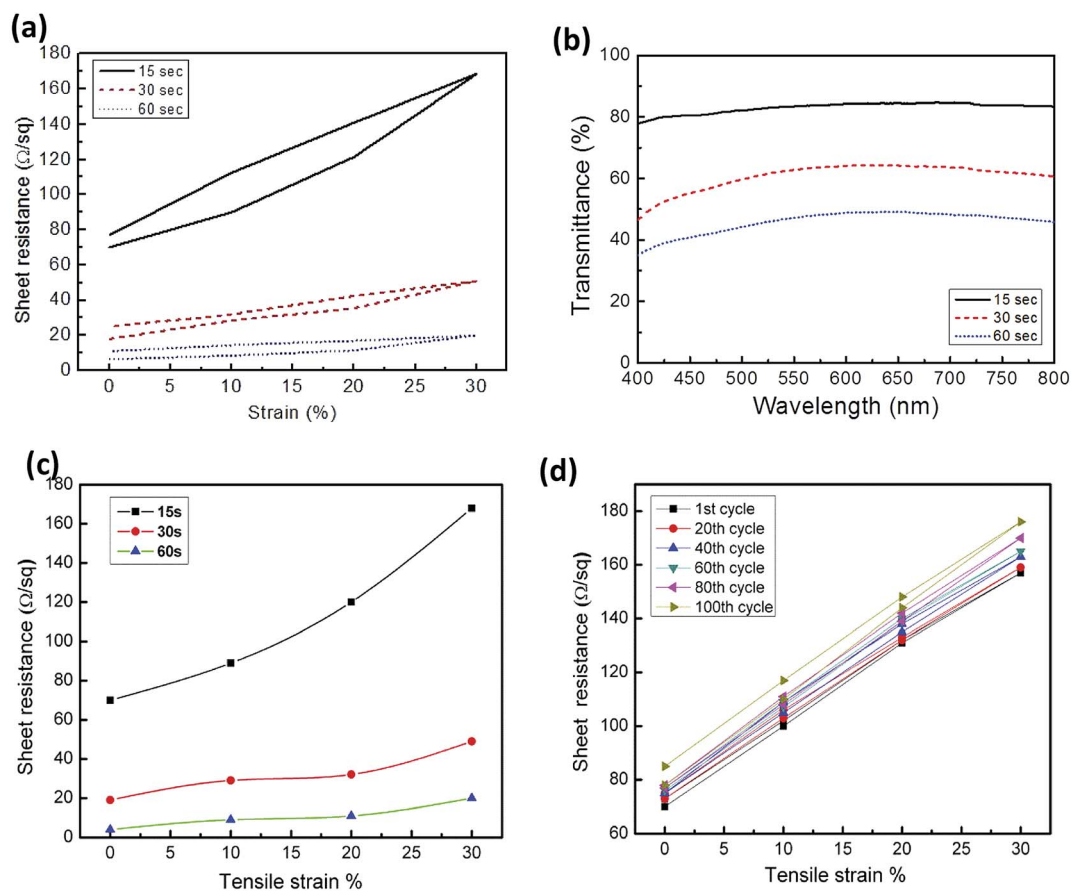 (a)
180
160
140
120
100
80
60
40
20
0
Sheet resistance (Ω/sq)
15 sec
30 sec
60 sec
0 5 10 15 20 25 30
Strain (%)
(b)
100
80
60
40
20
0
Transmittance (%)
15 sec
30 sec
60 sec
400 450 500 550 600 650 700 750 800
Wavelength (nm)
(c)
180
160
140
120
100
80
60
40
20
0
Sheet resistance (Ω/sq)
15s
30s
60s
0 5 10 15 20 25 30
Tensile strain %
(d)
180
160
140
120
100
80
60
Sheet resistance (Ω/sq)
1st cycle
20th cycle
40th cycle
60th cycle
80th cycle
100th cycle
0 5 10 15 20 25 30
Tensile strain %